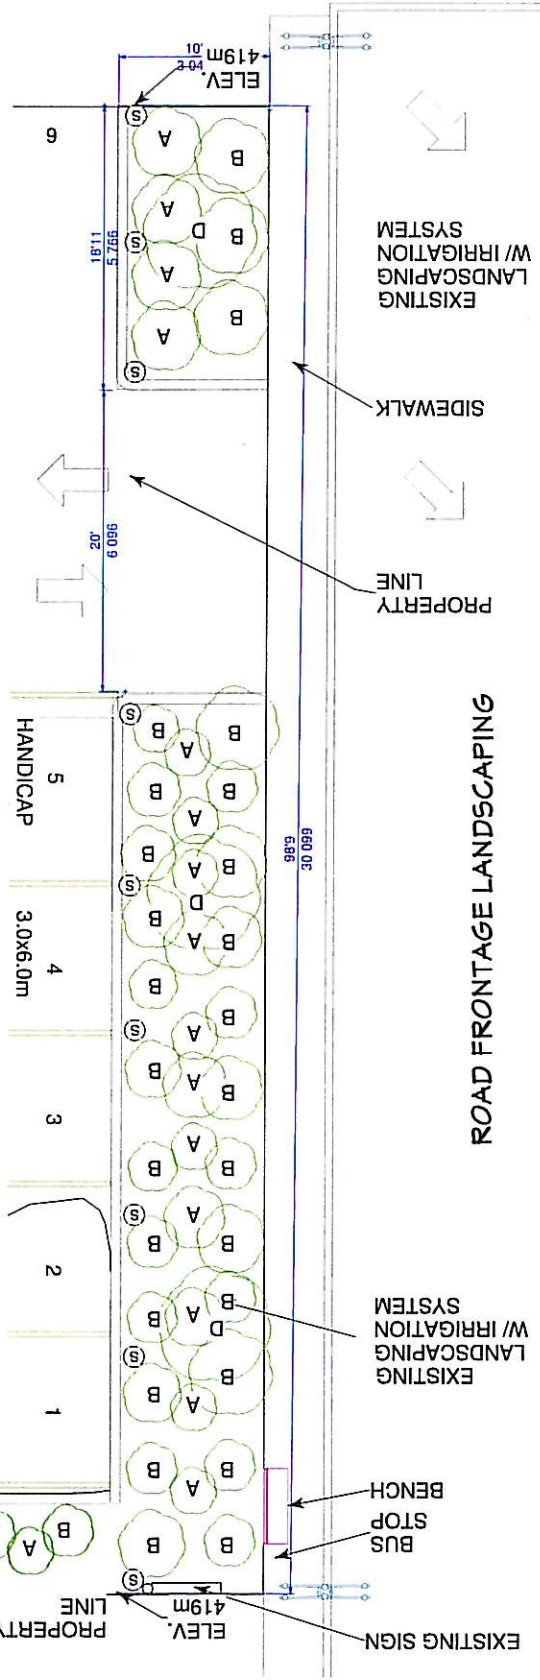 10'
3 04
ELEV.
419m
S
A
B
6
A
D
B
S
A
B
A
S
18'11
5.766
EXISTING
LANDSCAPING
W/ IRRIGATION
SYSTEM
SIDEWALK
20'
6 096
PROPERTY
LINE
S
B
A
B
5
HANDICAP
B
A
B
B
A
B
S
D
4
3.0x6.0m
B
A
B
B
B
S
A
98'9
30 099
ROAD FRONTAGE LANDSCAPING
3
B
A
B
B
A
B
S
A
B
B
2
B
A
B
D
EXISTING
LANDSCAPING
W/ IRRIGATION
SYSTEM
S
B
A
B
1
B
A
B
BENCH
BUS
STOP
B
B
A
B
S
PROPERTY
LINE
ELEV.
419m
EXISTING SIGN